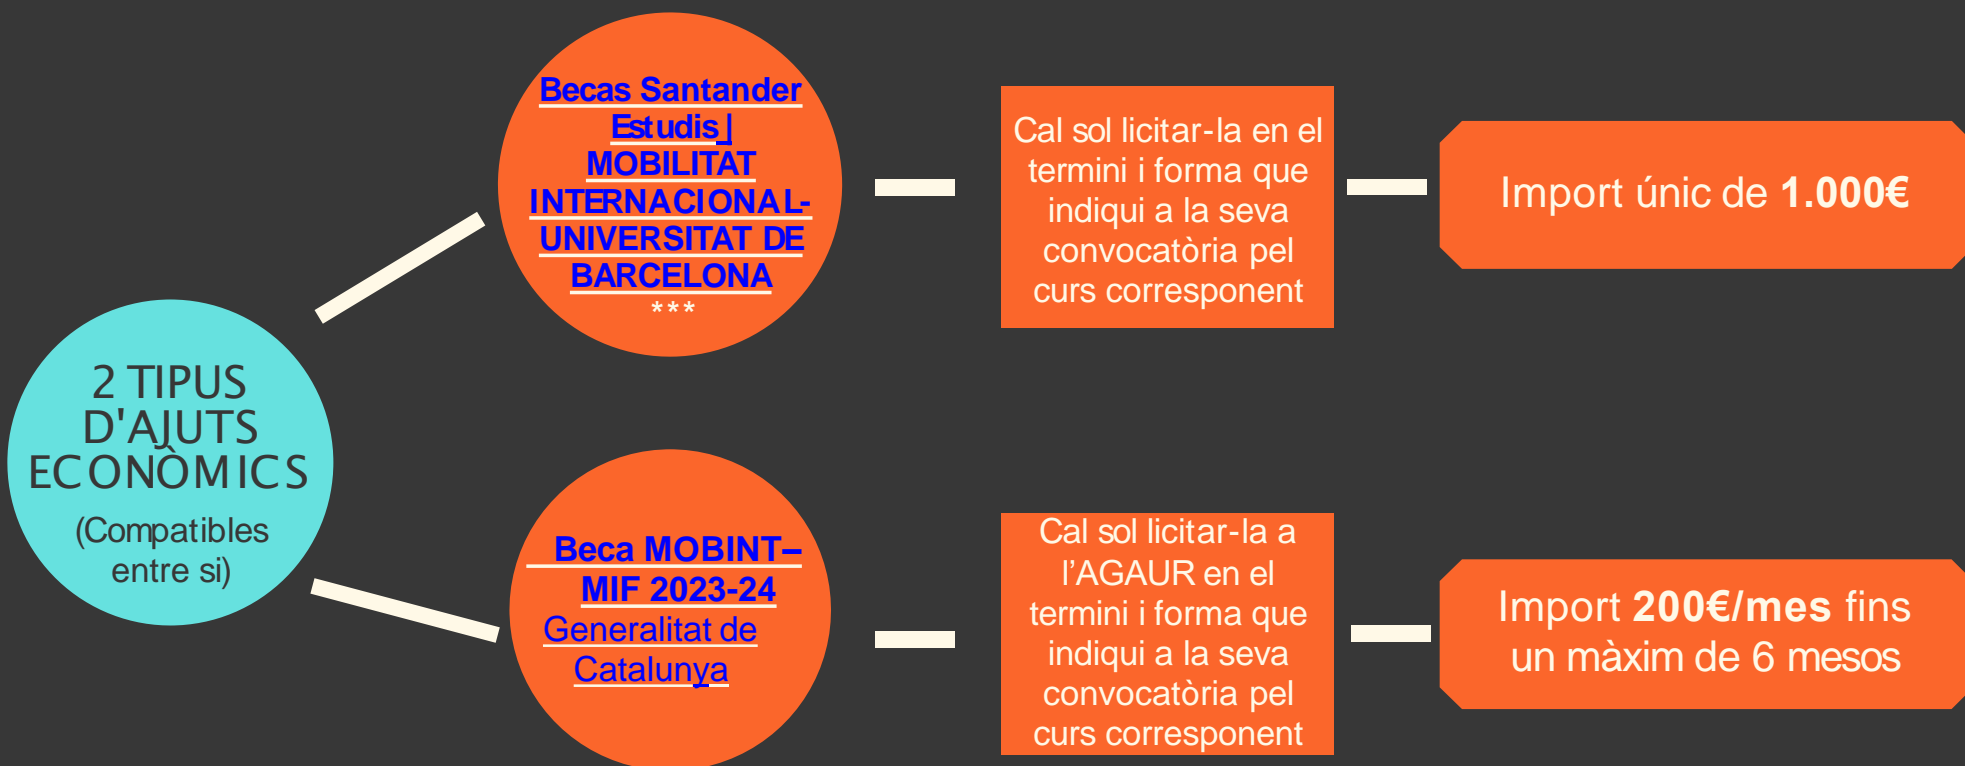 2 TIPUS
D'AJUTS
ECONÒMICS
(Compatibles
entre si)
Becas Santander
Estudis |
MOBILITAT
INTERNACIONAL-
UNIVERSITAT DE
BARCELONA
***
Cal sol licitar-la en el
termini i forma que
indiqui a la seva
convocatòria pel
curs corresponent
Import únic de 1.000€
Beca MOBINT–
MIF 2023-24
Generalitat de
Catalunya
Cal sol licitar-la a
l’AGAUR en el
termini i forma que
indiqui a la seva
convocatòria pel
curs corresponent
Import 200€/mes fins
un màxim de 6 mesos